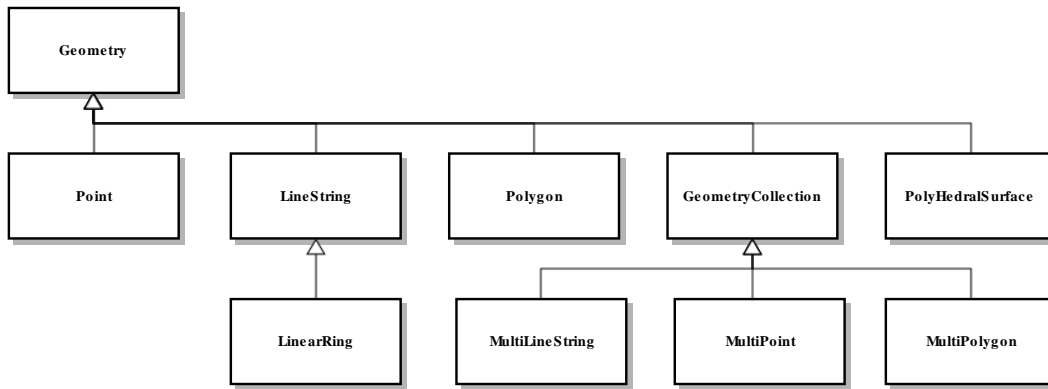 Geometry
Point
LineString
Polygon
GeometryCollection
PolyHedralSurface
LinearRing
MultiLineString
MultiPoint
MultiPolygon